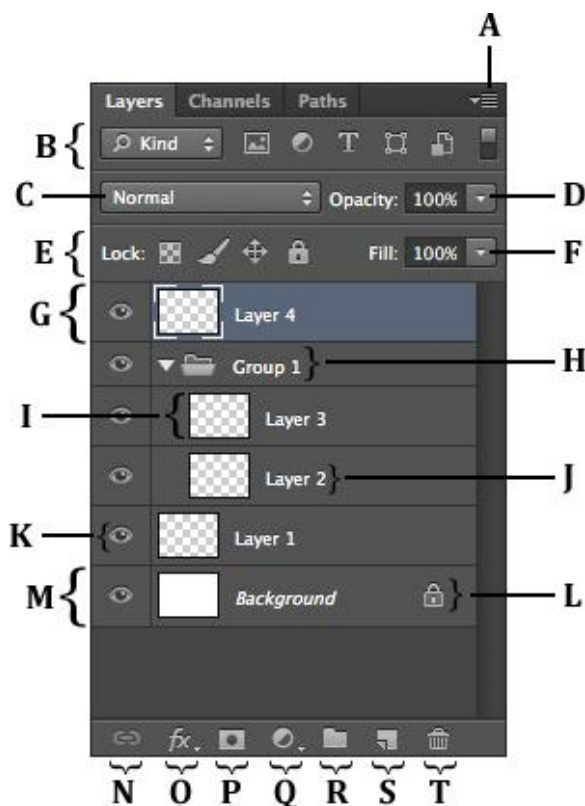 A
Layers Channels Paths
B Kind T
C Normal Opacity: 100% D
E Lock: Fill: 100% F
G Layer 4
Group 1 H
I Layer 3
Layer 2 J
K Layer 1
M Background L
fx
N O P Q R S T